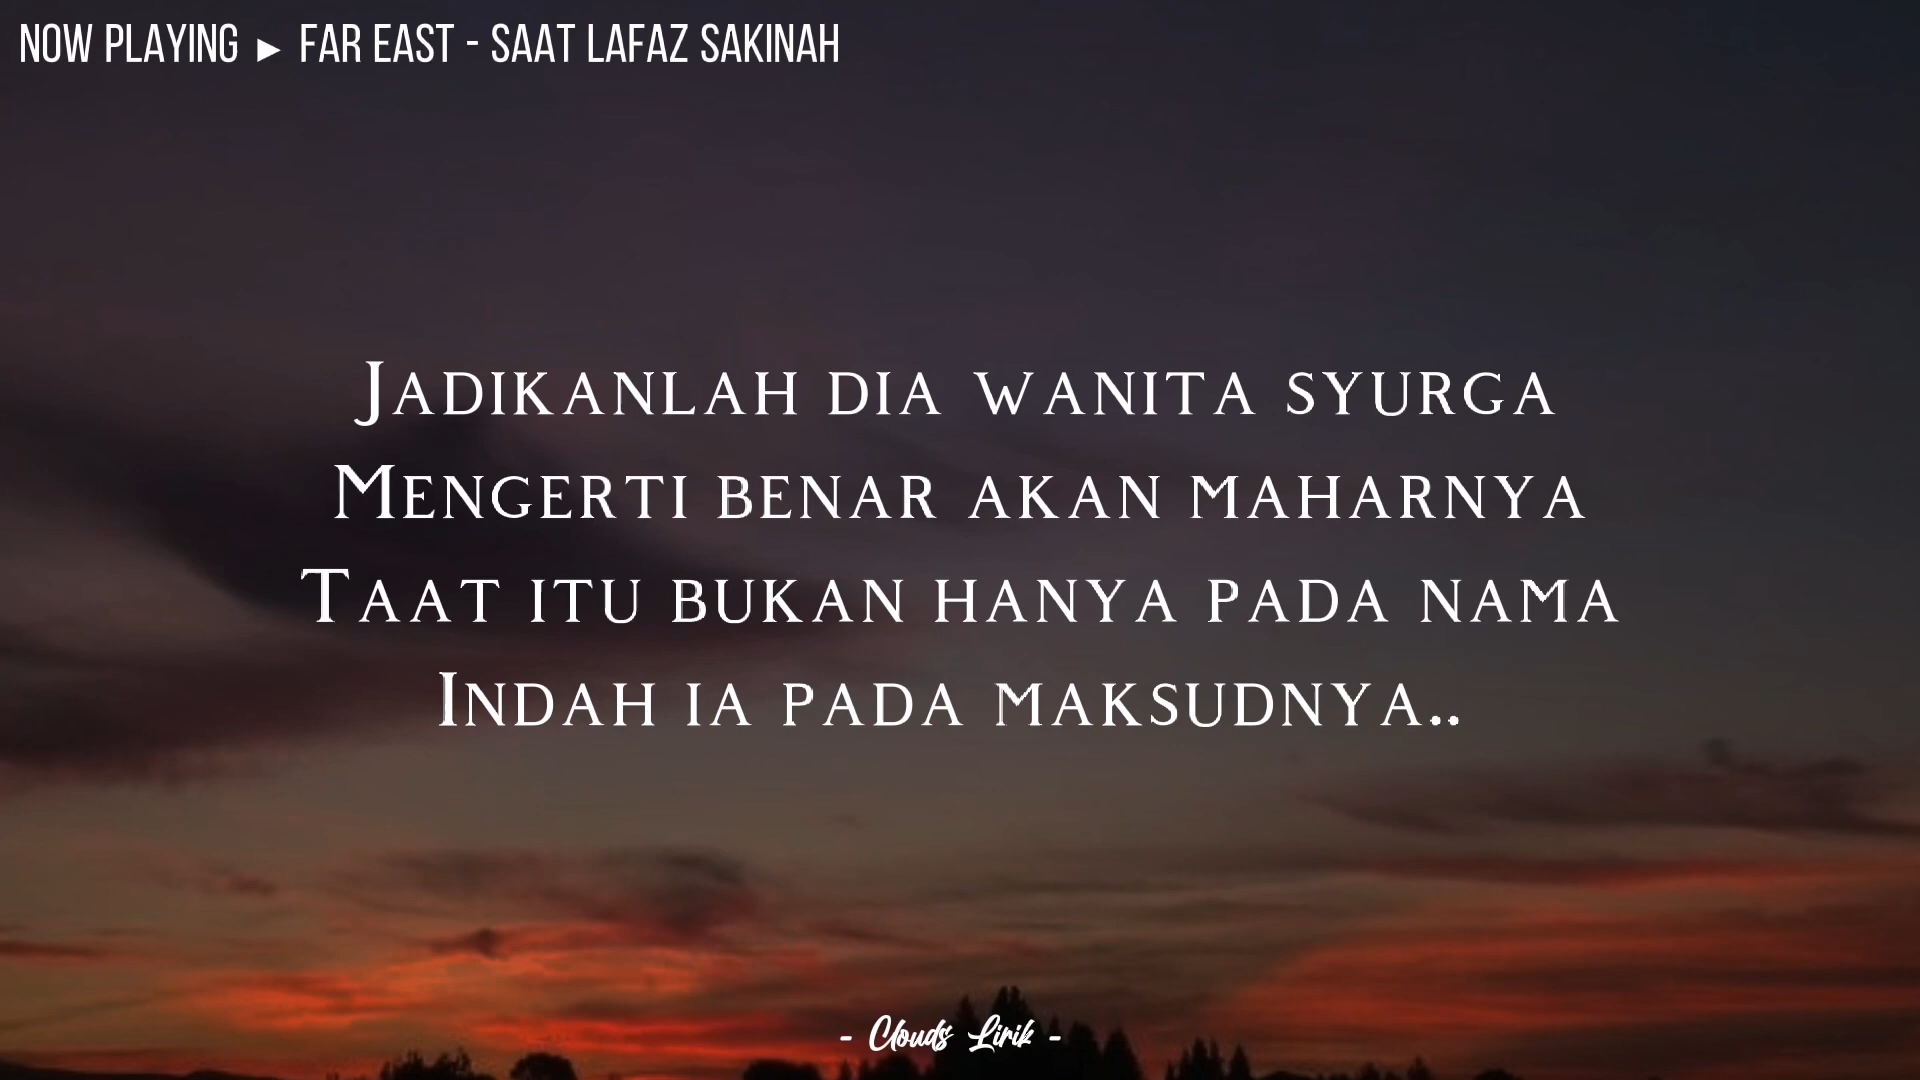 NOW PLAYING ► FAR EAST - SAAT LAFAZ SAKINAH
Jadikanlah dia wanita syurga
Mengerti benar akan maharnya
Taat itu bukan hanya pada nama
Indah ia pada maksudnya..
- Clouds Lirik -